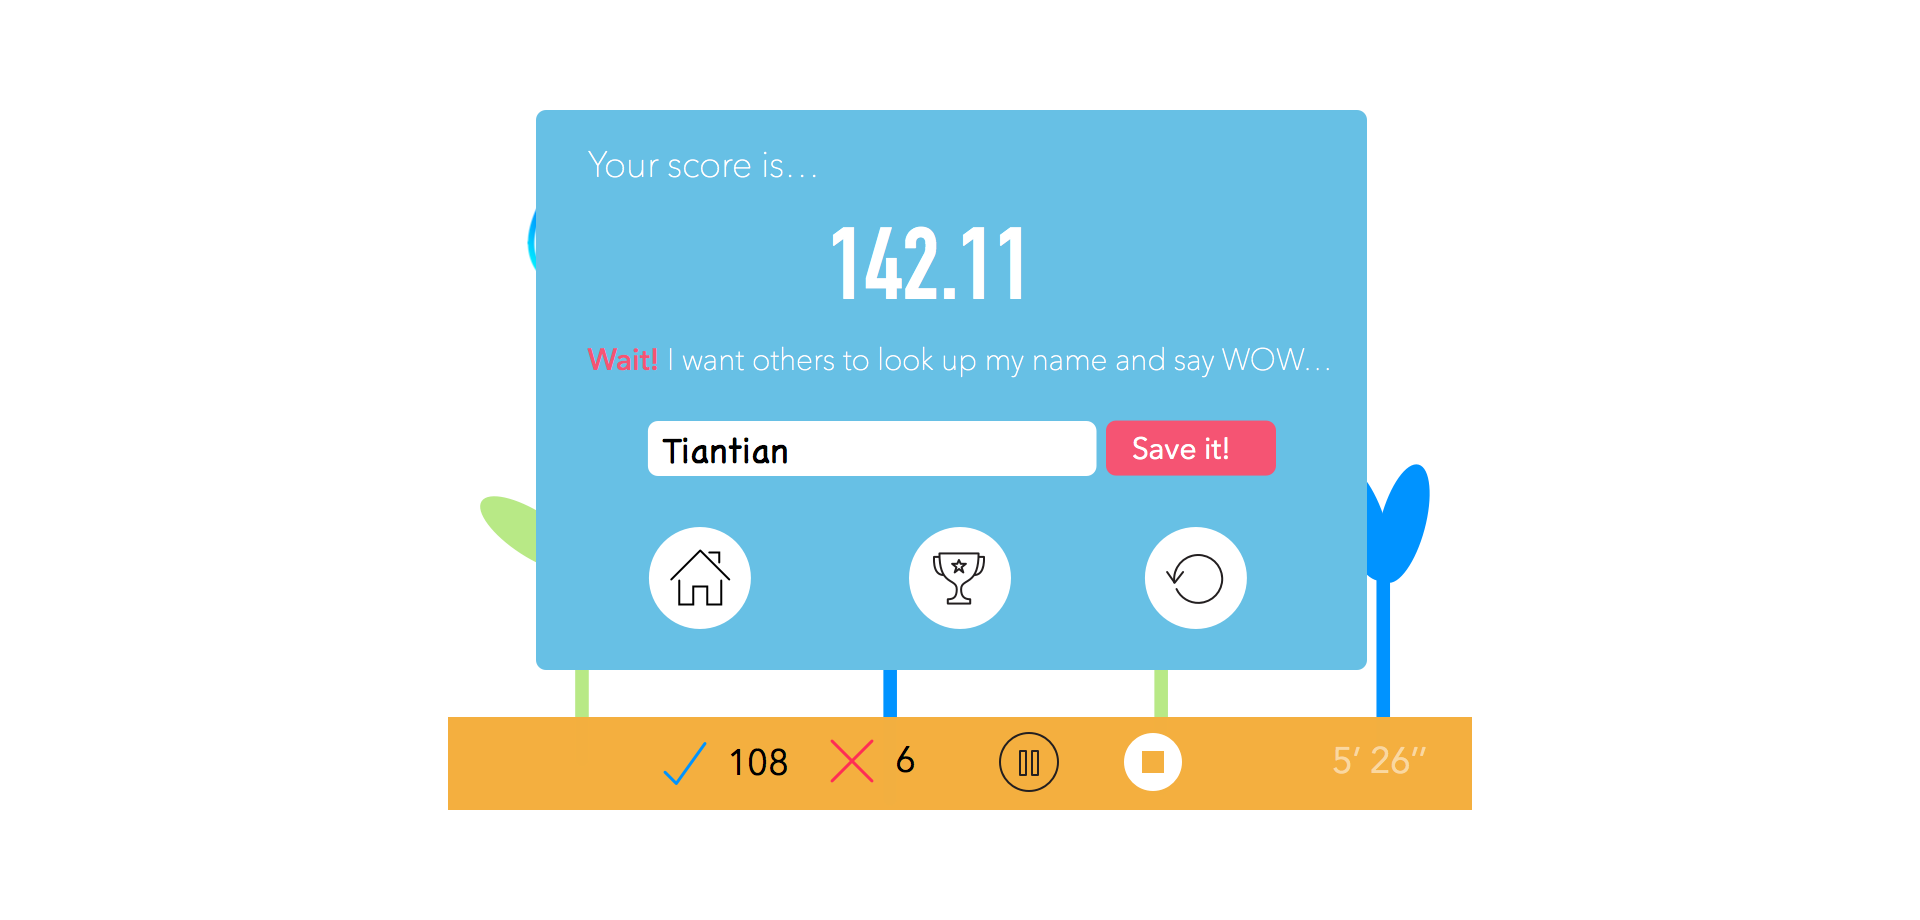 Your score is...
142.11
Wait! I want others to look up my name and say WOW...
Tiantian
Save it!
108
6
5’ 26’’